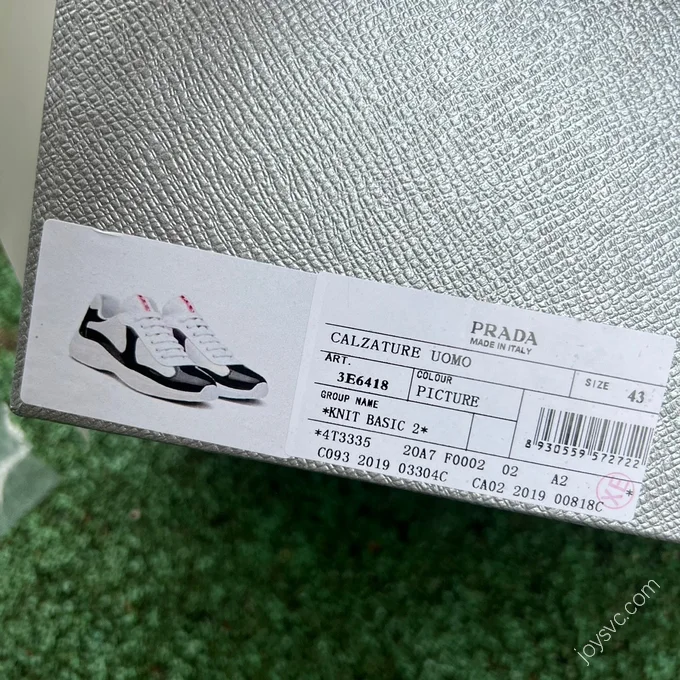 PRADA
MADE IN ITALY
CALZATURE UOMO
ART. 3E6418
COLOUR PICTURE
SIZE 43
GROUP NAME
*KNIT BASIC 2*
8 930559 572722
*4T3335 20A7 F0002 02 A2 *
C093 2019 03304C CA02 2019 00818C
XE
joysvc.com